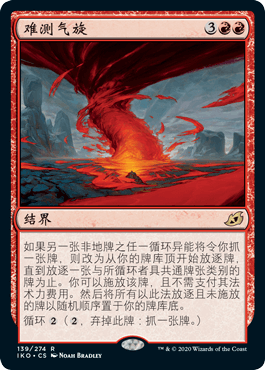 难测气旋 3
结界
如果另一张非地牌之任一循环异能将令你抓
一张牌，则改为从你的牌库顶开始放逐牌，
直到放逐一张与所循环者具共通牌张类别的
牌为止。你可以施放该牌，且不需支付其法
术力费用。然后将所有以此法放逐且未施放
的牌以随机顺序置于你的牌库底。
循环 2（2，弃掉此牌：抓一张牌。）
139/274 R
IKO • CS NOAH BRADLEY
™ & © 2020 Wizards of the Coast